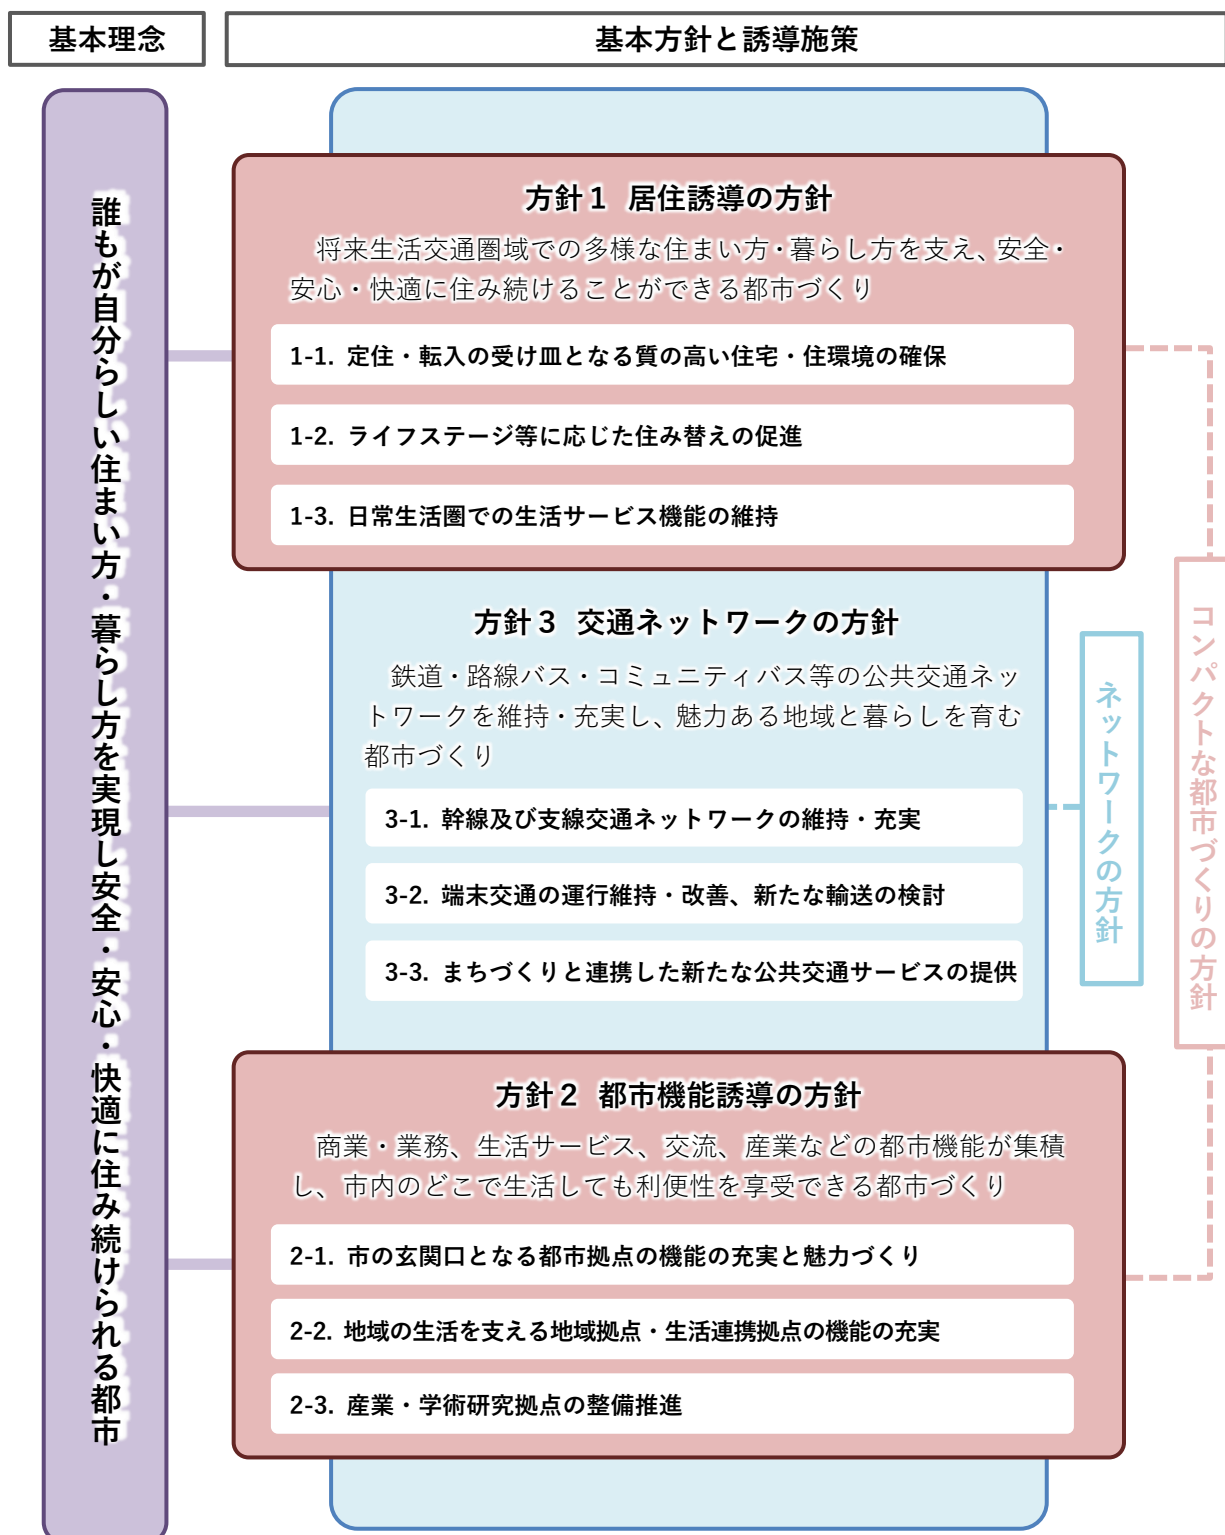 基本理念
基本方針と誘導施策
誰もが自分らしい住まい方・暮らし方を実現し安全・安心・快適に住み続けられる都市
方針１ 居住誘導の方針
将来生活交通圏域での多様な住まい方・暮らし方を支え、安全・
安心・快適に住み続けることができる都市づくり
1-1. 定住・転入の受け皿となる質の高い住宅・住環境の確保
1-2. ライフステージ等に応じた住み替えの促進
1-3. 日常生活圏での生活サービス機能の維持
方針３ 交通ネットワークの方針
鉄道・路線バス・コミュニティバス等の公共交通ネッ
トワークを維持・充実し、魅力ある地域と暮らしを育む
都市づくり
3-1. 幹線及び支線交通ネットワークの維持・充実
3-2. 端末交通の運行維持・改善、新たな輸送の検討
3-3. まちづくりと連携した新たな公共交通サービスの提供
ネットワークの方針
コンパクトな都市づくりの方針
方針２ 都市機能誘導の方針
商業・業務、生活サービス、交流、産業などの都市機能が集積
し、市内のどこで生活しても利便性を享受できる都市づくり
2-1. 市の玄関口となる都市拠点の機能の充実と魅力づくり
2-2. 地域の生活を支える地域拠点・生活連携拠点の機能の充実
2-3. 産業・学術研究拠点の整備推進